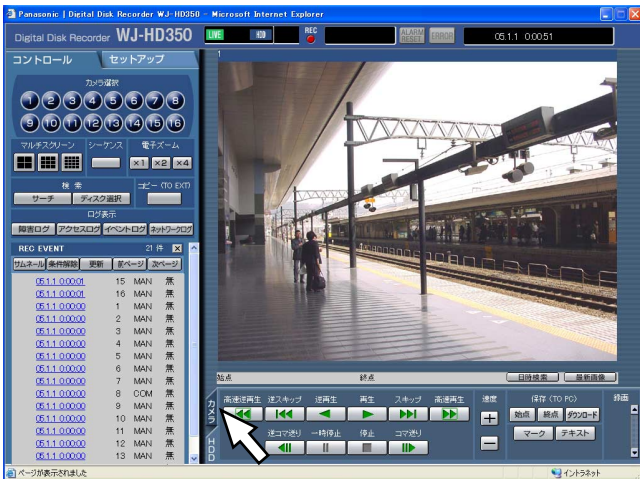 Panasonic | Digital Disk Recorder WJ-HD350 - Microsoft Internet Explorer
Digital Disk Recorder WJ-HD350
LIVE HDD REC ALARM RESET ERROR 05.1.1 0:00:51
コントロール セットアップ
カメラ選択
1 2 3 4 5 6 7 8
9 10 11 12 13 14 15 16
マルチスクリーン シーケンス 電子ズーム
×1 ×2 ×4
検 索 コピー (TO EXT)
サーチ ディスク選択
ログ表示
障害ログ アクセスログ イベントログ ネットワークログ
REC EVENT 21 件 X
サムネール 条件解除 更新 前ページ 次ページ
05.1.1 0:00:01 15 MAN 無
05.1.1 0:00:01 16 MAN 無
05.1.1 0:00:00 1 MAN 無
05.1.1 0:00:00 2 MAN 無
05.1.1 0:00:00 3 MAN 無
05.1.1 0:00:00 4 MAN 無
05.1.1 0:00:00 5 MAN 無
05.1.1 0:00:00 6 MAN 無
05.1.1 0:00:00 7 MAN 無
05.1.1 0:00:00 8 COM 無
05.1.1 0:00:00 9 MAN 無
05.1.1 0:00:00 10 MAN 無
05.1.1 0:00:00 11 MAN 無
05.1.1 0:00:00 12 MAN 無
05.1.1 0:00:00 13 MAN 無
1
始点 終点 日時検索 最新画像
カメラ
HDD
高速逆再生 逆スキップ 逆再生 再生 スキップ 高速再生 速度 保存 (TO PC) 録画
始点 終点 ダウンロード
逆コマ送り 一時停止 停止 コマ送り
マーク テキスト
ページが表示されました イントラネット